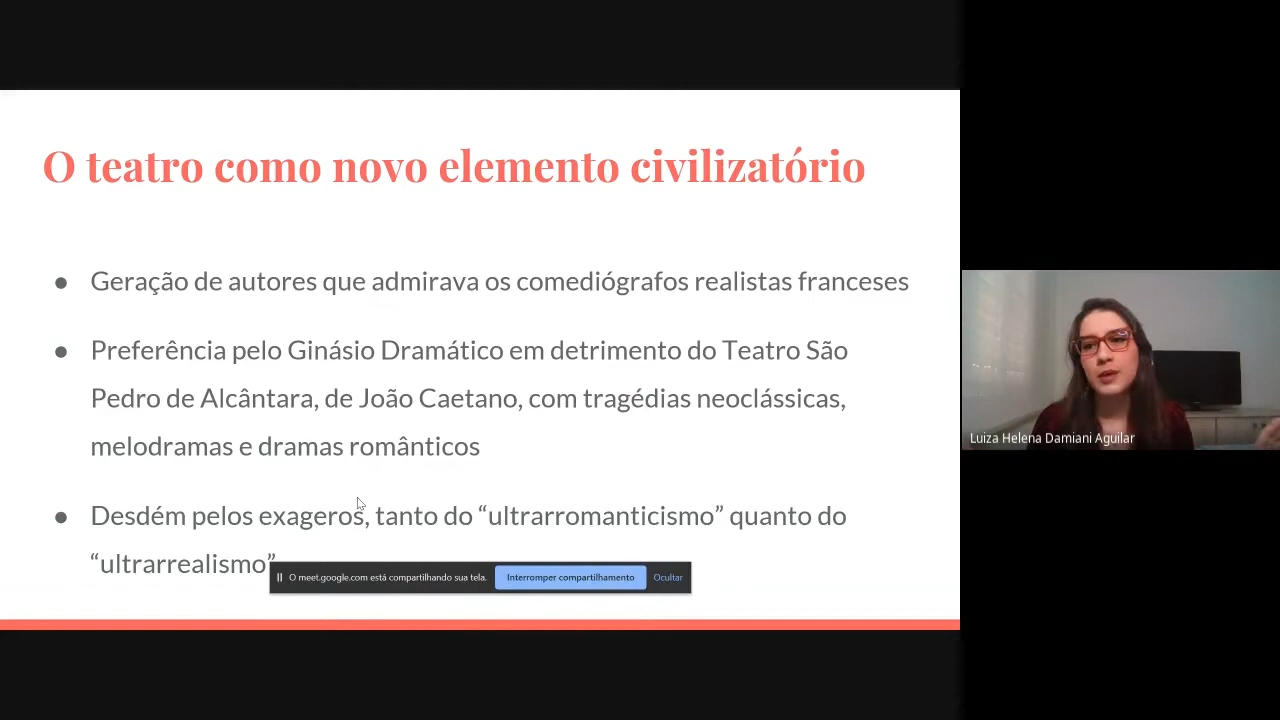 O teatro como novo elemento civilizatório
● Geração de autores que admirava os comediógrafos realistas franceses
● Preferência pelo Ginásio Dramático em detrimento do Teatro São
Pedro de Alcântara, de João Caetano, com tragédias neoclássicas,
melodramas e dramas românticos
● Desdém pelos exageros, tanto do “ultrarromanticismo” quanto do
“ultrarrealismo”
O meet.google.com está compartilhando sua tela. Interromper compartilhamento Ocultar
Luiza Helena Damiani Aguilar